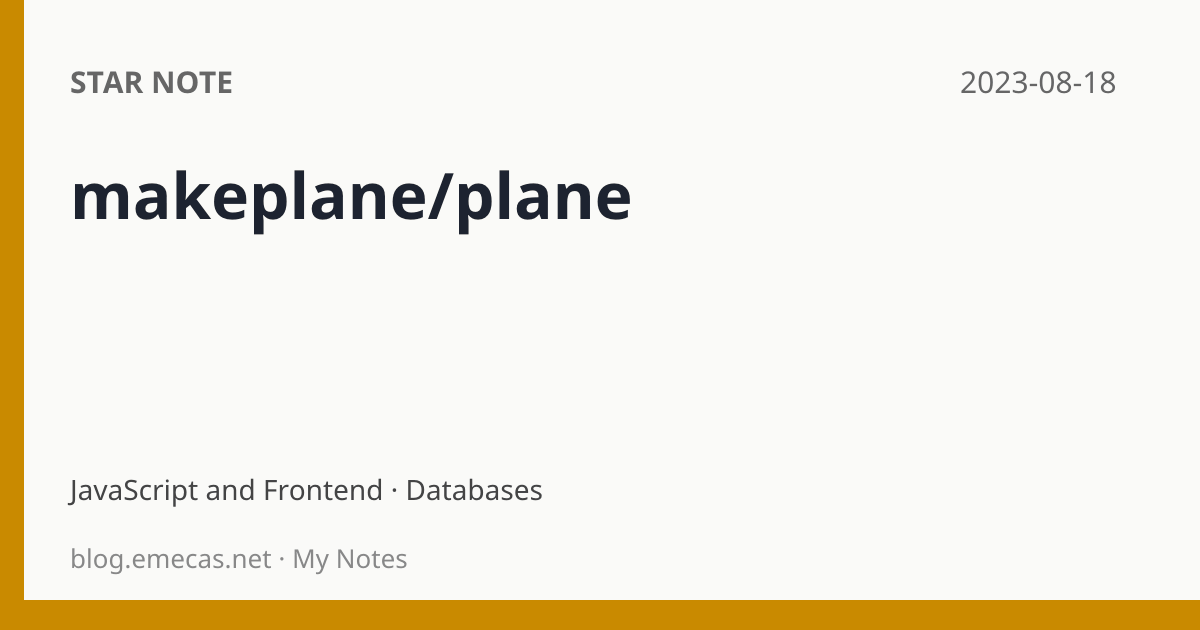 STAR NOTE
2023-08-18
makeplane/plane
JavaScript and Frontend · Databases
blog.emecas.net · My Notes